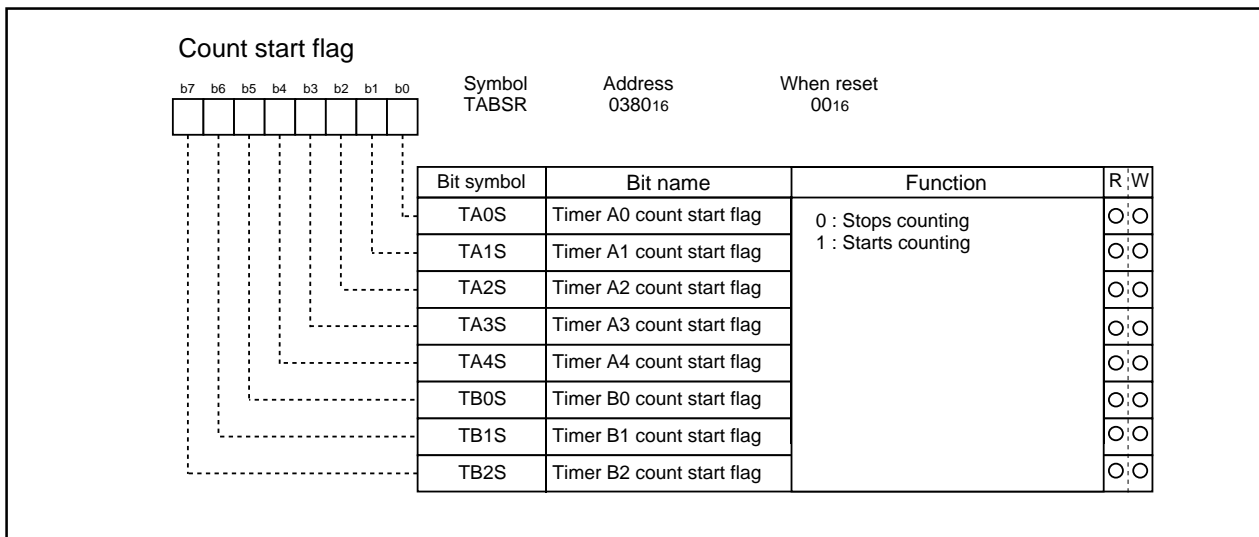 Count start flag
b7 b6 b5 b4 b3 b2 b1 b0
Symbol Address When reset
TABSR 038016 0016
Bit symbol Bit name Function R W
TA0S Timer A0 count start flag 0 : Stops counting
TA1S Timer A1 count start flag 1 : Starts counting
TA2S Timer A2 count start flag
TA3S Timer A3 count start flag
TA4S Timer A4 count start flag
TB0S Timer B0 count start flag
TB1S Timer B1 count start flag
TB2S Timer B2 count start flag